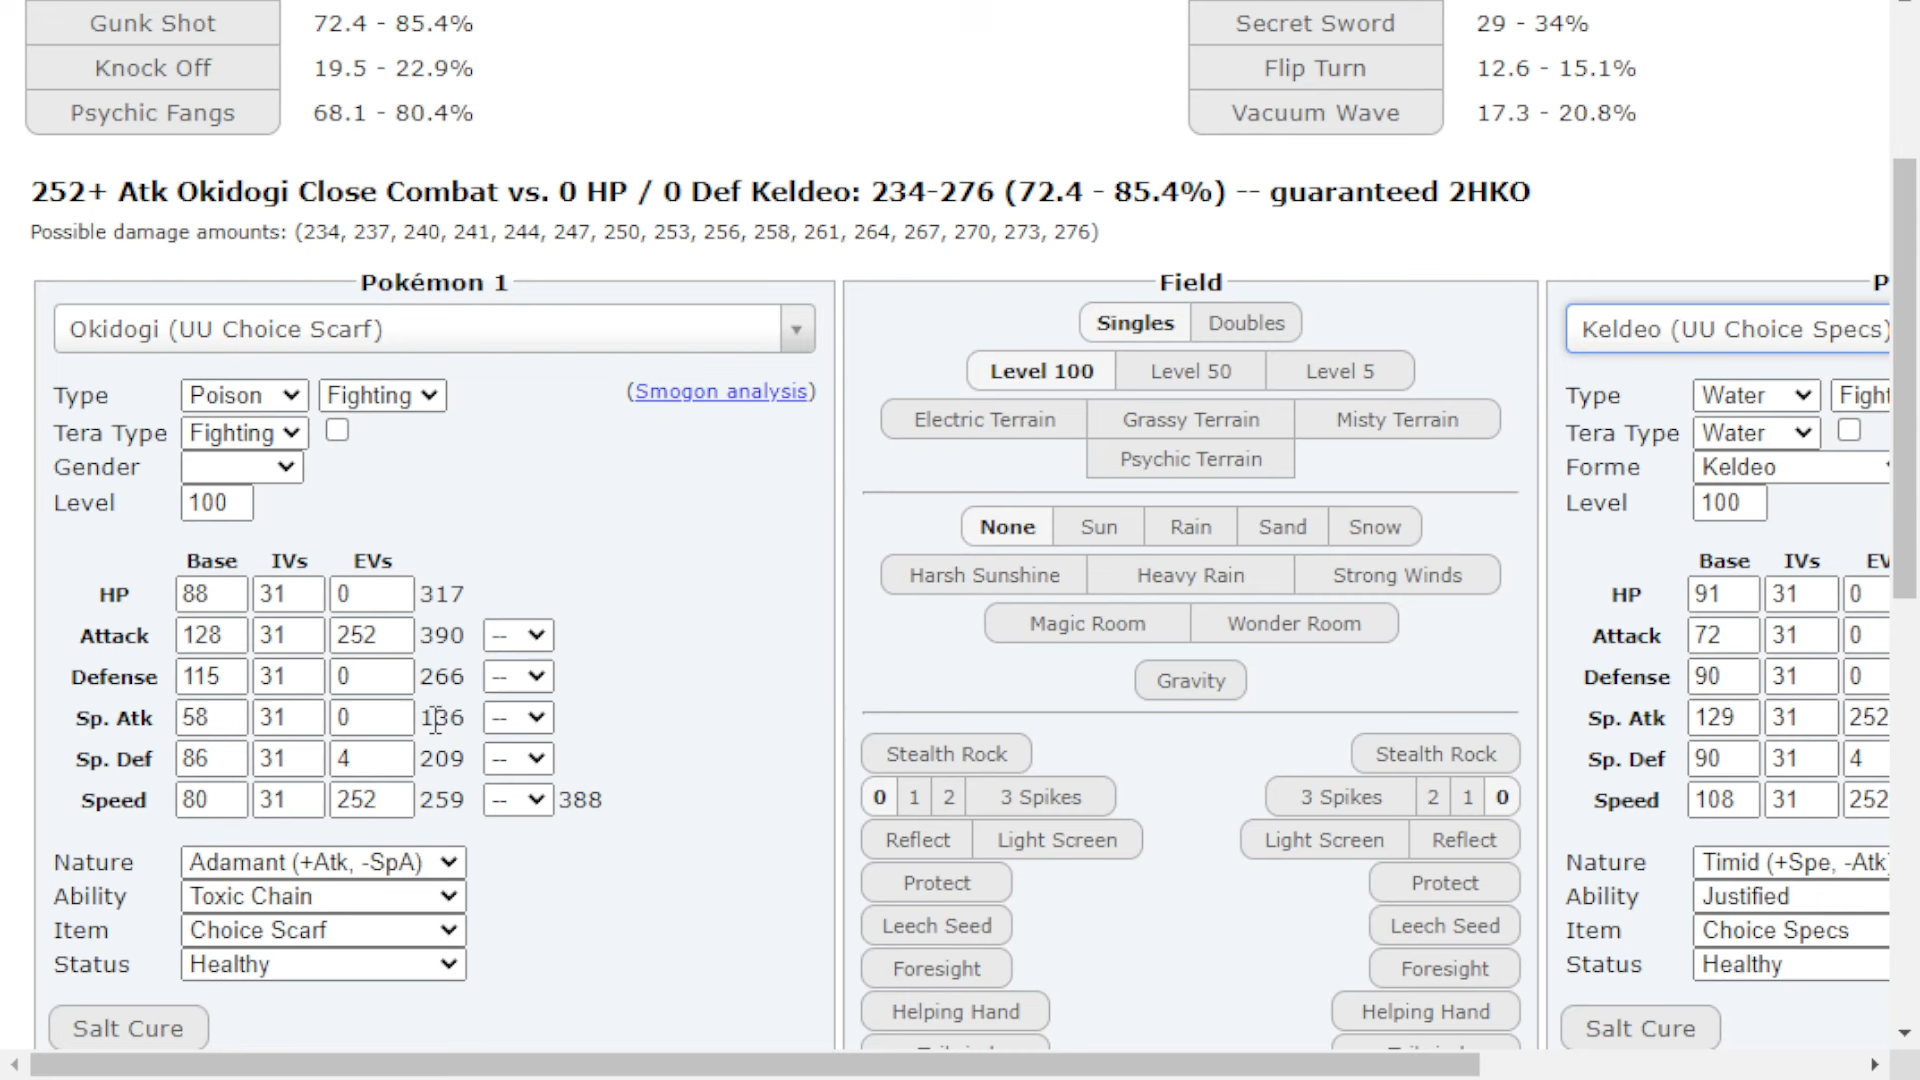 Gunk Shot 72.4 - 85.4% Secret Sword 29 - 34%
Knock Off 19.5 - 22.9% Flip Turn 12.6 - 15.1%
Psychic Fangs 68.1 - 80.4% Vacuum Wave 17.3 - 20.8%
252+ Atk Okidogi Close Combat vs. 0 HP / 0 Def Keldeo: 234-276 (72.4 - 85.4%) -- guaranteed 2HKO
Possible damage amounts: (234, 237, 240, 241, 244, 247, 250, 253, 256, 258, 261, 264, 267, 270, 273, 276)
Pokémon 1
Okidogi (UU Choice Scarf)
Type Poison Fighting (Smogon analysis)
Tera Type Fighting
Gender
Level 100
Base IVs EVs
HP 88 31 0 317
Attack 128 31 252 390 --
Defense 115 31 0 266 --
Sp. Atk 58 31 0 136 --
Sp. Def 86 31 4 209 --
Speed 80 31 252 259 -- 388
Nature Adamant (+Atk, -SpA)
Ability Toxic Chain
Item Choice Scarf
Status Healthy
Salt Cure
Field
Singles Doubles
Level 100 Level 50 Level 5
Electric Terrain Grassy Terrain Misty Terrain
Psychic Terrain
None Sun Rain Sand Snow
Harsh Sunshine Heavy Rain Strong Winds
Magic Room Wonder Room
Gravity
Stealth Rock Stealth Rock
0 1 2 3 Spikes 3 Spikes 2 1 0
Reflect Light Screen Light Screen Reflect
Protect Protect
Leech Seed Leech Seed
Foresight Foresight
Helping Hand Helping Hand
P
Keldeo (UU Choice Specs)
Type Water Fight
Tera Type Water
Forme Keldeo
Level 100
Base IVs EV
HP 91 31 0
Attack 72 31 0
Defense 90 31 0
Sp. Atk 129 31 252
Sp. Def 90 31 4
Speed 108 31 252
Nature Timid (+Spe, -Atk
Ability Justified
Item Choice Specs
Status Healthy
Salt Cure